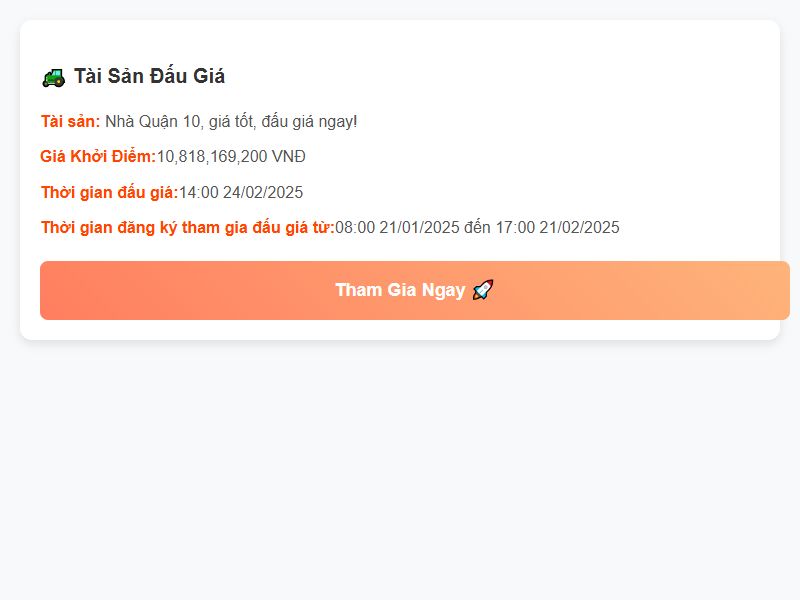 🚜 Tài Sản Đấu Giá
Tài sản: Nhà Quận 10, giá tốt, đấu giá ngay!
Giá Khởi Điểm:10,818,169,200 VNĐ
Thời gian đấu giá:14:00 24/02/2025
Thời gian đăng ký tham gia đấu giá từ:08:00 21/01/2025 đến 17:00 21/02/2025
Tham Gia Ngay 🚀